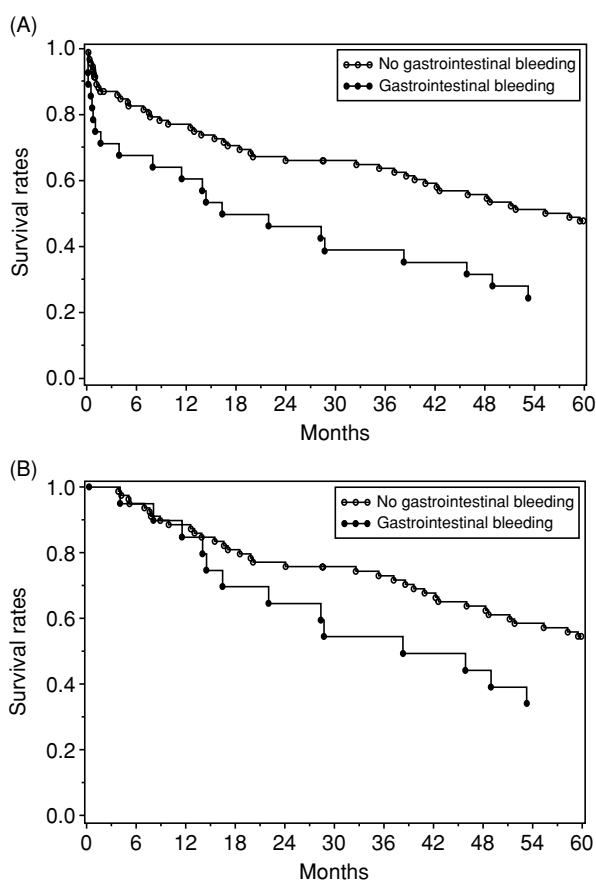 (A)
1.0
0.8
0.6
0.4
0.2
0.0
Survival rates
No gastrointestinal bleeding
Gastrointestinal bleeding
0 6 12 18 24 30 36 42 48 54 60
Months
(B)
1.0
0.8
0.6
0.4
0.2
0.0
Survival rates
No gastrointestinal bleeding
Gastrointestinal bleeding
0 6 12 18 24 30 36 42 48 54 60
Months